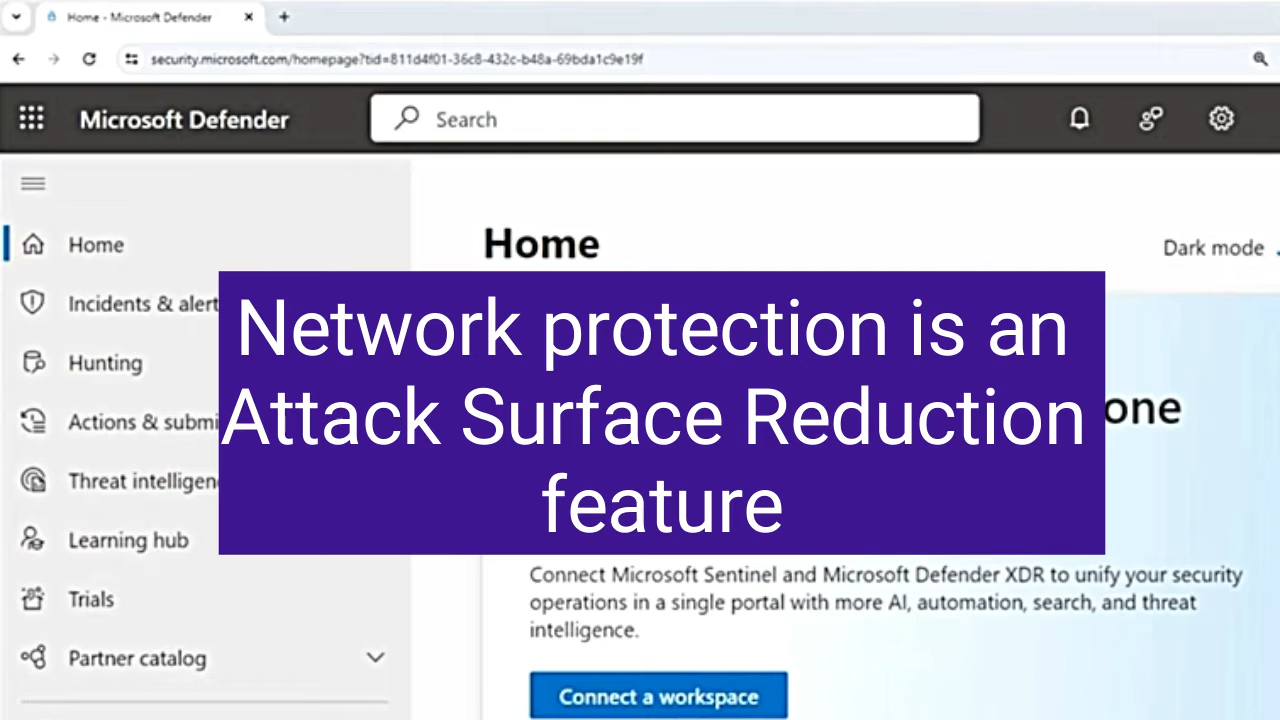 Home - Microsoft Defender
security.microsoft.com/homepage?tid=811d4f01-36c8-432c-b48a-69bda1c9e19f
Microsoft Defender
Search
Home
Incidents & alert
Hunting
Actions & submi
Threat intelligen
Learning hub
Trials
Partner catalog
Home
Dark mode
Network protection is an
Attack Surface Reduction
feature
one
Connect Microsoft Sentinel and Microsoft Defender XDR to unify your security
operations in a single portal with more AI, automation, search, and threat
intelligence.
Connect a workspace